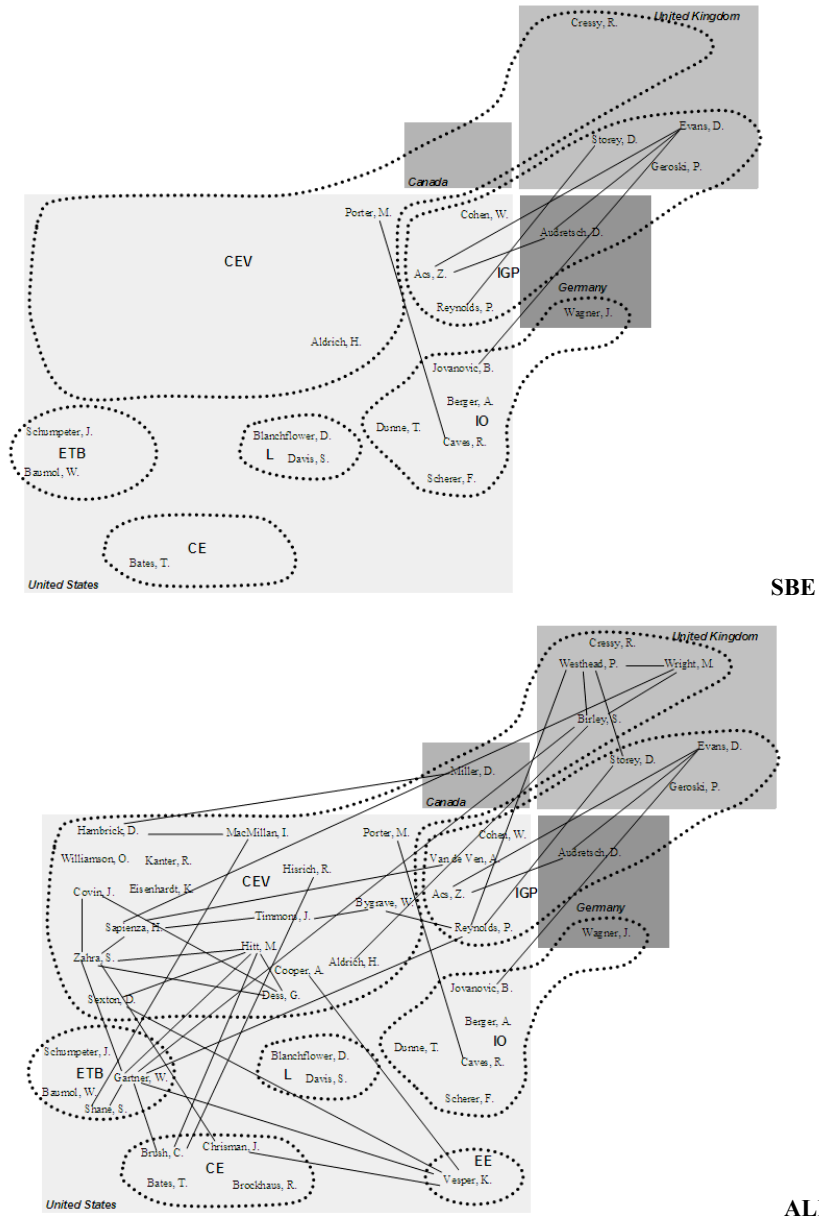 United Kingdom
Cressy, R.
Evans, D.
Storey, D.
Geroski, P.
Canada
Porter, M.
Cohen, W.
Audretsch, D.
CEV
Acs, Z.
IGP
Germany
Reynolds, P.
Wagner, J.
Aldrich, H.
Jovanovic, B.
Berger, A.
Schumpeter, J.
Dunne, T.
IO
Blanchflower, D.
Caves, R.
ETB
L
Davis, S.
Baumol, W.
Scherer, F.
CE
Bates, T.
United States
SBE
United Kingdom
Cressy, R.
Westhead, P.
Wright, M.
Birley, S.
Evans, D.
Storey, D.
Miller, D.
Geroski, P.
Canada
Hambrick, D.
MacMillan, I.
Porter, M.
Cohen, W.
Williamson, O.
Kanter, R.
Van de Ven, A.
Audretsch, D.
Hisrich, R.
CEV
Eisenhardt, K.
Covin, J.
Acs, Z.
IGP
Bygrave, W.
Germany
Timmons, J.
Sapienza, H.
Reynolds, P.
Wagner, J.
Hitt, M.
Zahra, S.
Aldrich, H.
Cooper, A.
Jovanovic, B.
Sexton, D.
Dess, G.
Berger, A.
Schumpeter, J.
Dunne, T.
IO
Blanchflower, D.
Caves, R.
ETB
Gartner, W.
L
Davis, S.
Baumol, W.
Scherer, F.
Shane, S.
Chrisman, J.
Brush, C.
EE
CE
Vesper, K.
Bates, T.
Brockhaus, R.
United States